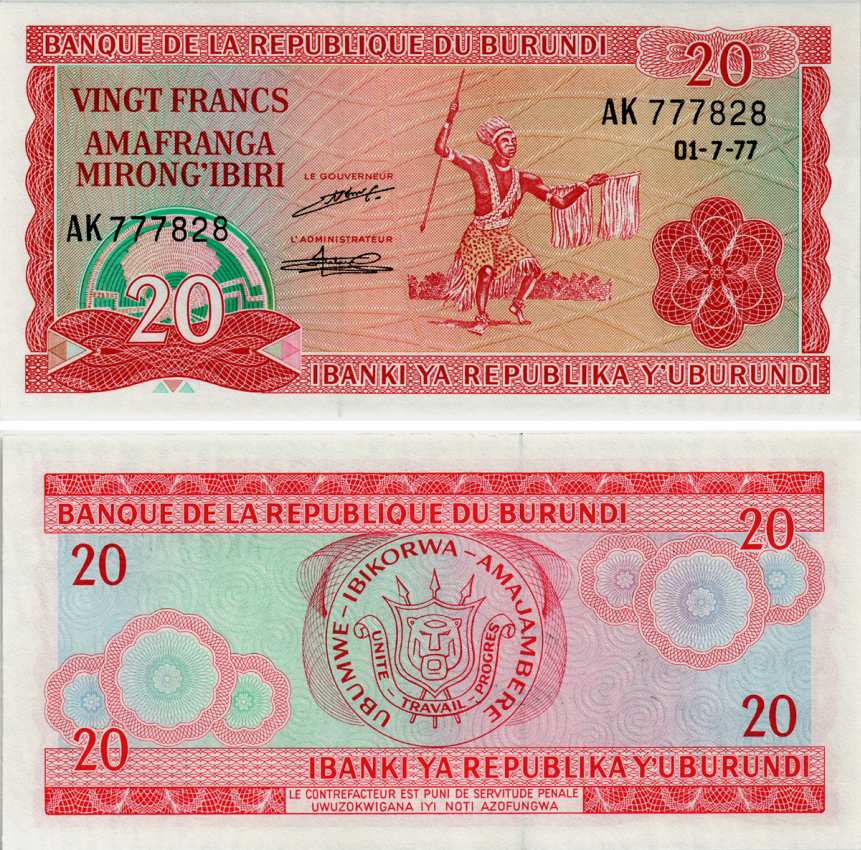 BANQUE DE LA REPUBLIQUE DU BURUNDI
20
VINGT FRANCS
AMAFRANGA
MIRONG'IBIRI
AK 777828
01-7-77
LE GOUVERNEUR
L'ADMINISTRATEUR
AK 777828
20
IBANKI YA REPUBLIKA Y'UBURUNDI
BANQUE DE LA REPUBLIQUE DU BURUNDI
20
20
UBUMWE - IBIKORWA - AMAJAMBERE
UNITE - TRAVAIL - PROGRES
20
20
IBANKI YA REPUBLIKA Y'UBURUNDI
LE CONTREFACTEUR EST PUNI DE SERVITUDE PENALE
UWUZOKWIGANA IYI NOTI AZOFUNGWA